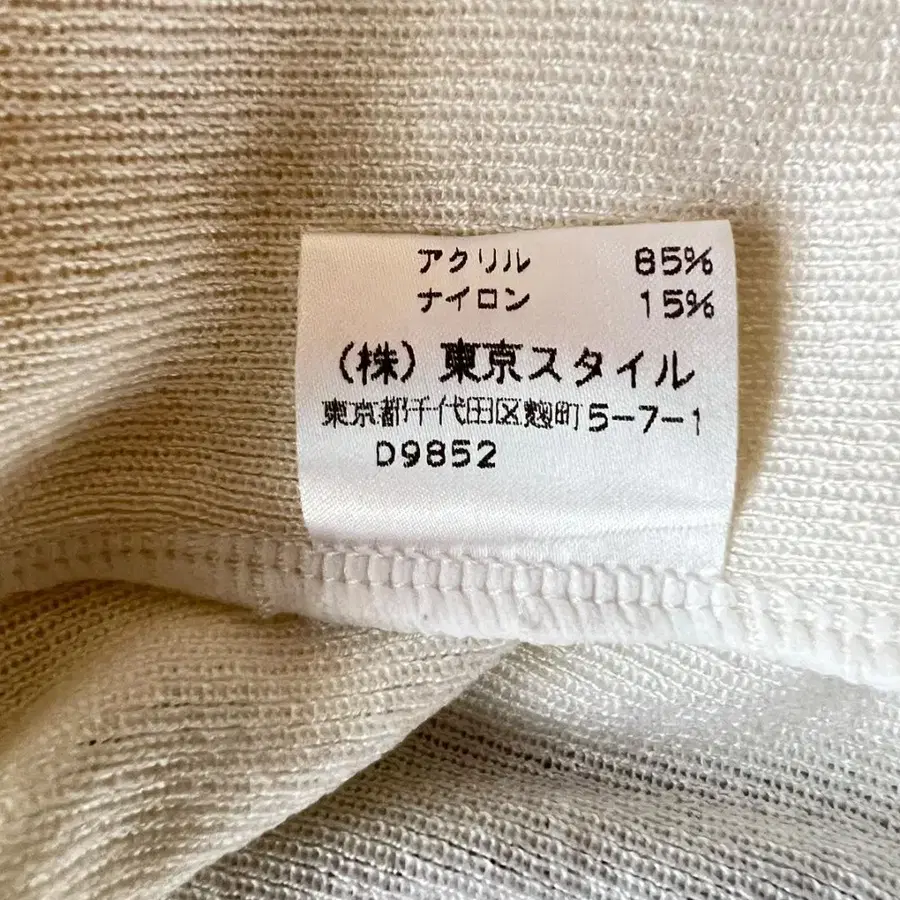 アクリル 85%
ナイロン 15%
(株)東京スタイル
東京都千代田区麹町5-7-1
D9852